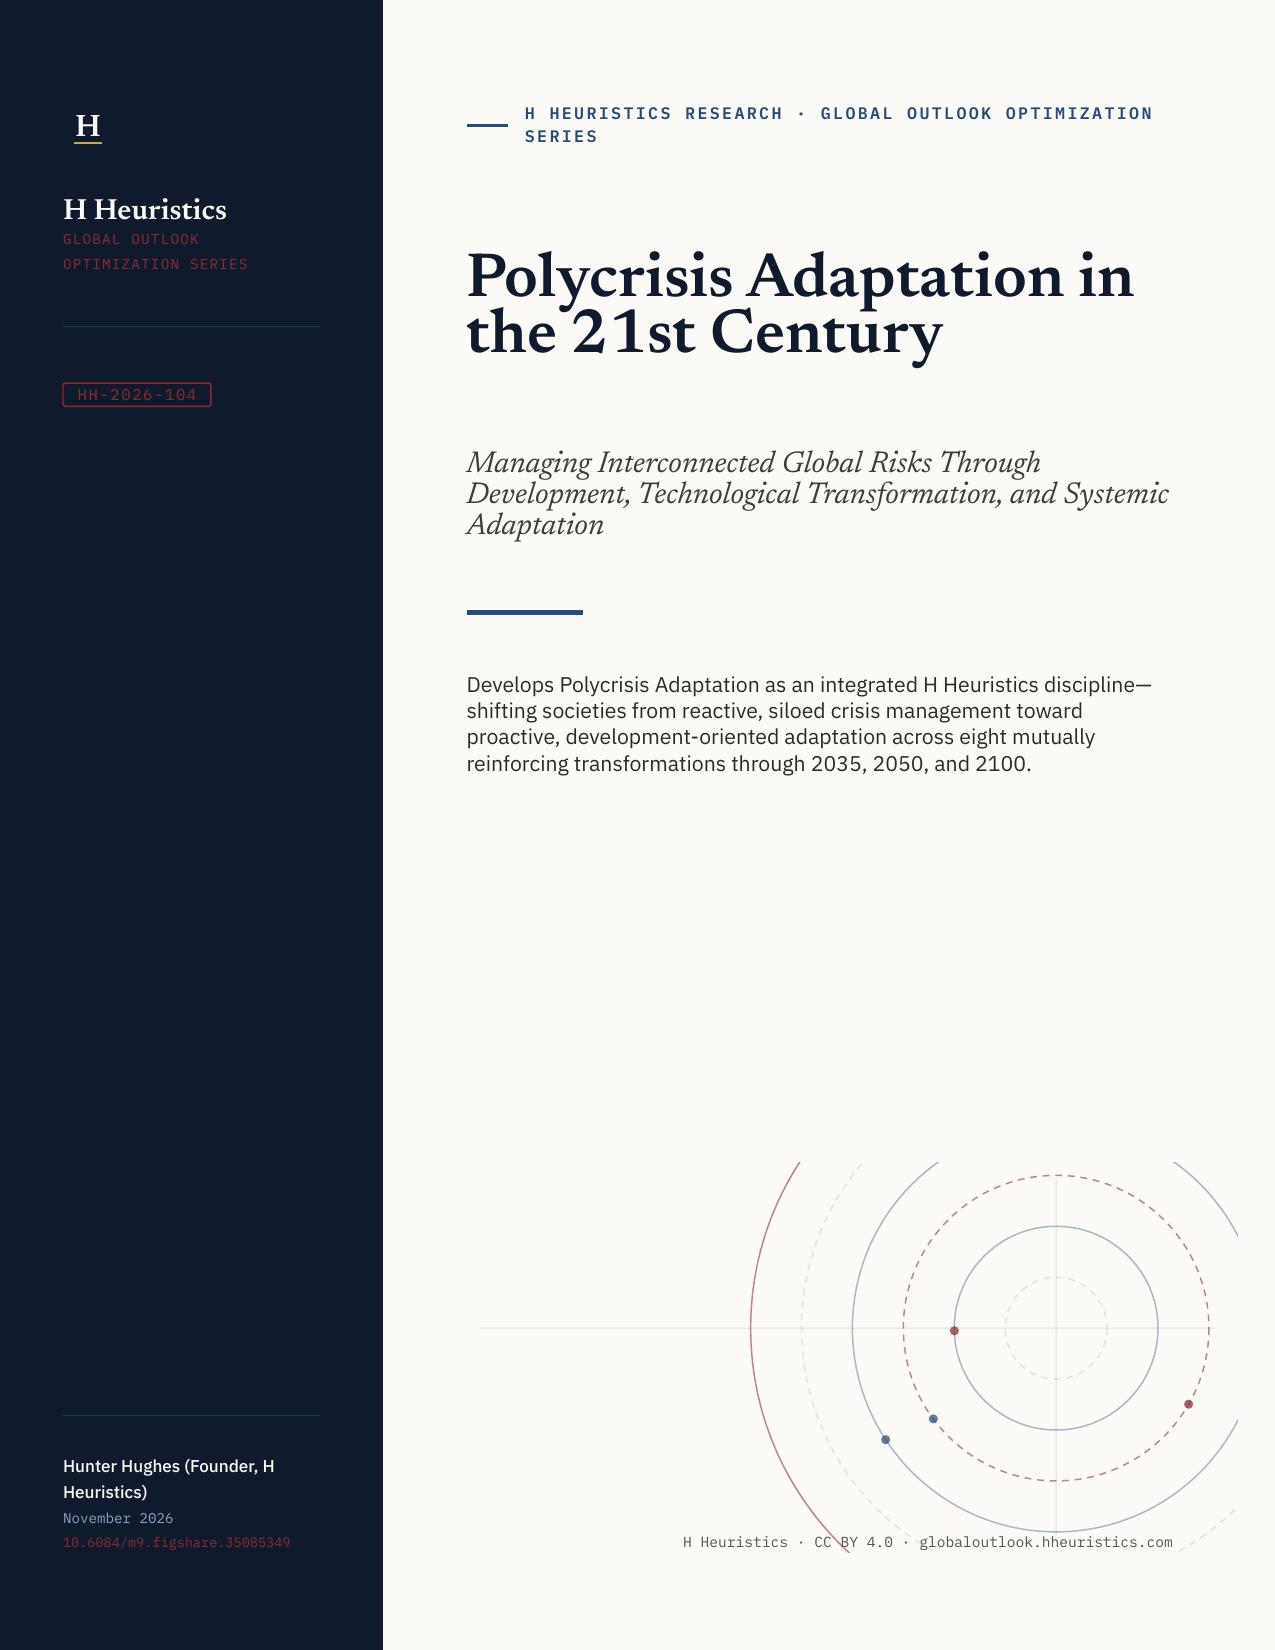 H
H Heuristics
GLOBAL OUTLOOK
OPTIMIZATION SERIES
HH-2026-104
Hunter Hughes (Founder, H
Heuristics)
November 2026
10.6084/m9.figshare.35085349
H HEURISTICS RESEARCH · GLOBAL OUTLOOK OPTIMIZATION
SERIES
Polycrisis Adaptation in
the 21st Century
Managing Interconnected Global Risks Through
Development, Technological Transformation, and Systemic
Adaptation
Develops Polycrisis Adaptation as an integrated H Heuristics discipline—
shifting societies from reactive, siloed crisis management toward
proactive, development-oriented adaptation across eight mutually
reinforcing transformations through 2035, 2050, and 2100.
H Heuristics · CC BY 4.0 · globaloutlook.hheuristics.com